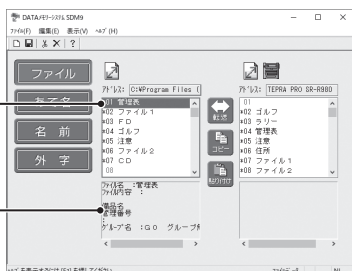 DATAﾒﾓﾘｰｼｽﾃﾑ SDM9
ﾌｧｲﾙ(F) 編集(E) 表示(V) ﾍﾙﾌﾟ(H)
ファイル
あて名
名 前
外 字
ｱﾄﾞﾚｽ: C:¥Program Files (
01 管理表
*02 ファイル１
*03 ＦＤ
*04 ゴルフ
*05 注意
*06 ファイル２
*07 ＣＤ
08
ﾌｧｲﾙ名 :管理表
ﾌｧｲﾙ内容 :
備品名
管理番号
:
ｸﾞﾙｰﾌﾟ名 :ＧＯ グループ
転送
コピー
貼り付け
ｱﾄﾞﾚｽ: TEPRA PRO SR-R980
01
*02 ゴルフ
*03 ラリー
*04 管理表
*05 注意
*06 住所
*07 ファイル１
*08 ファイル２
NU